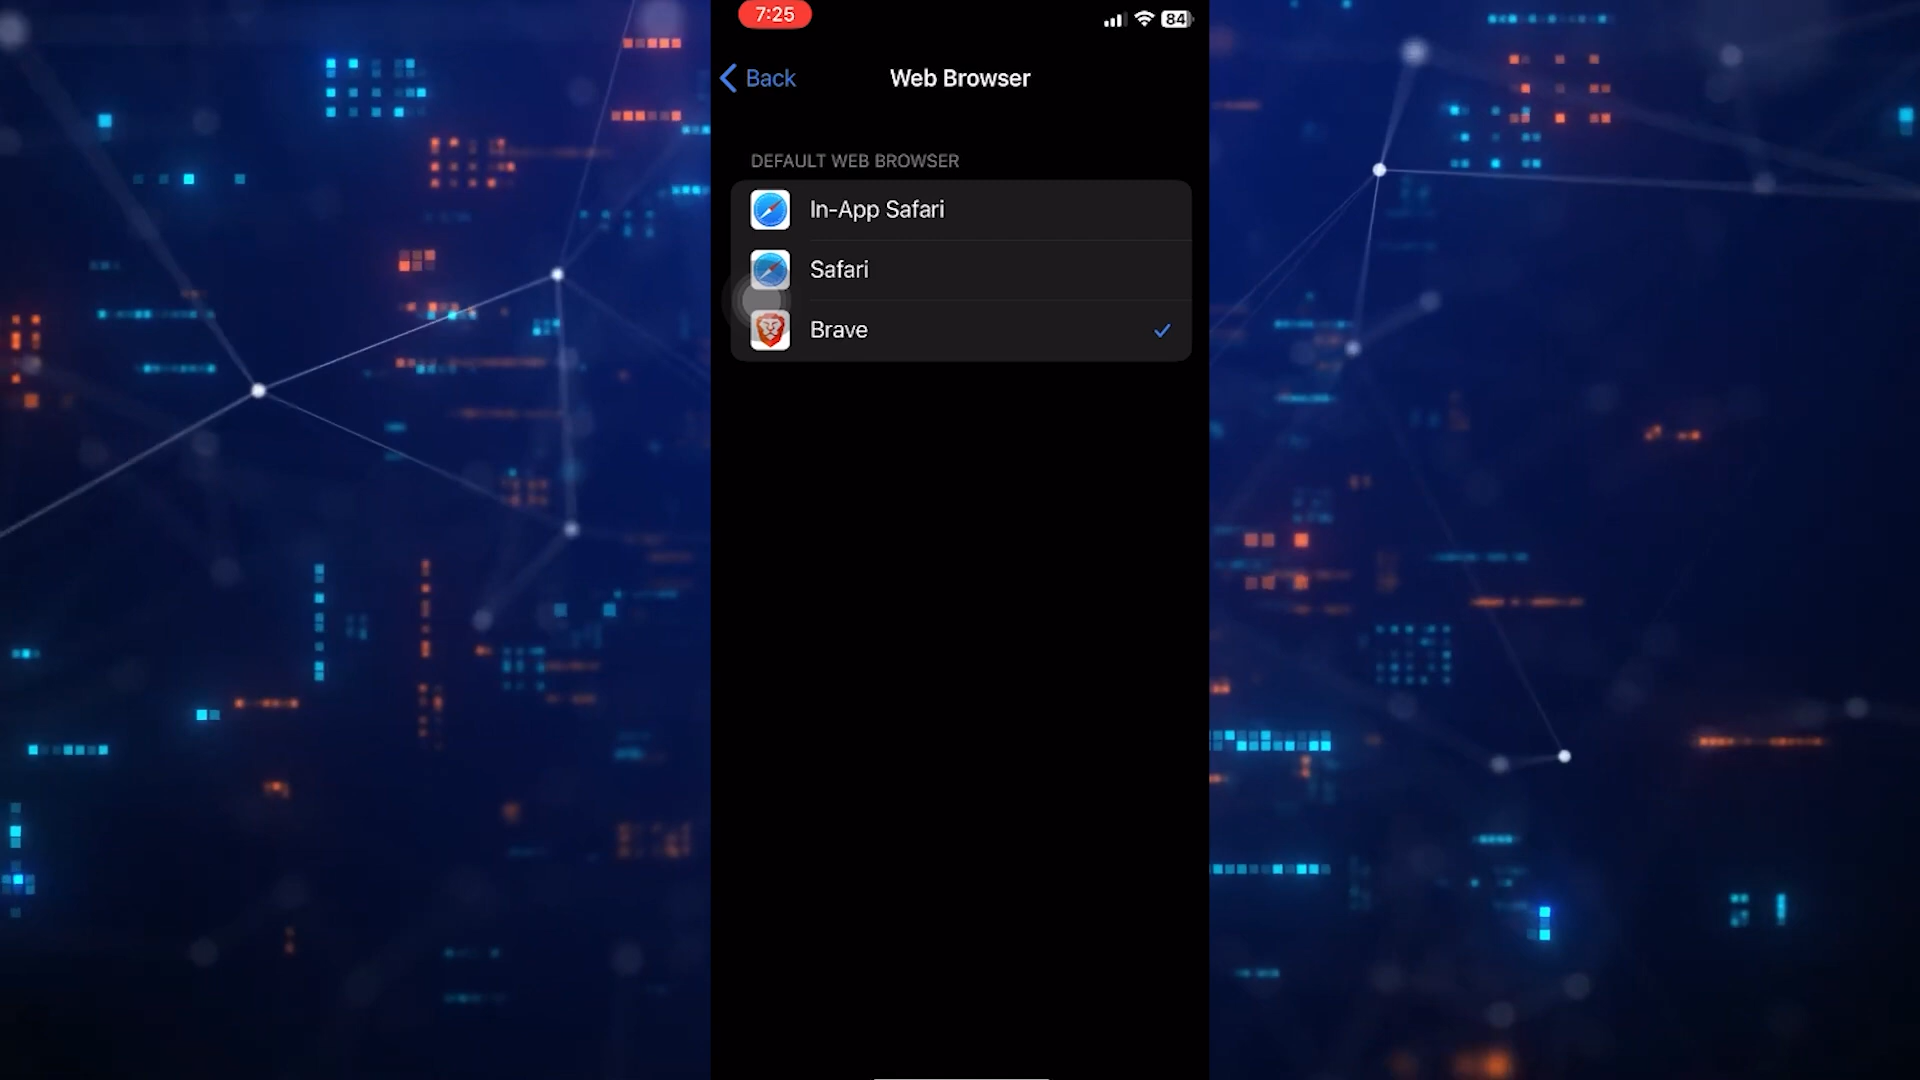 7:25
84
Back
Web Browser
DEFAULT WEB BROWSER
In-App Safari
Safari
Brave